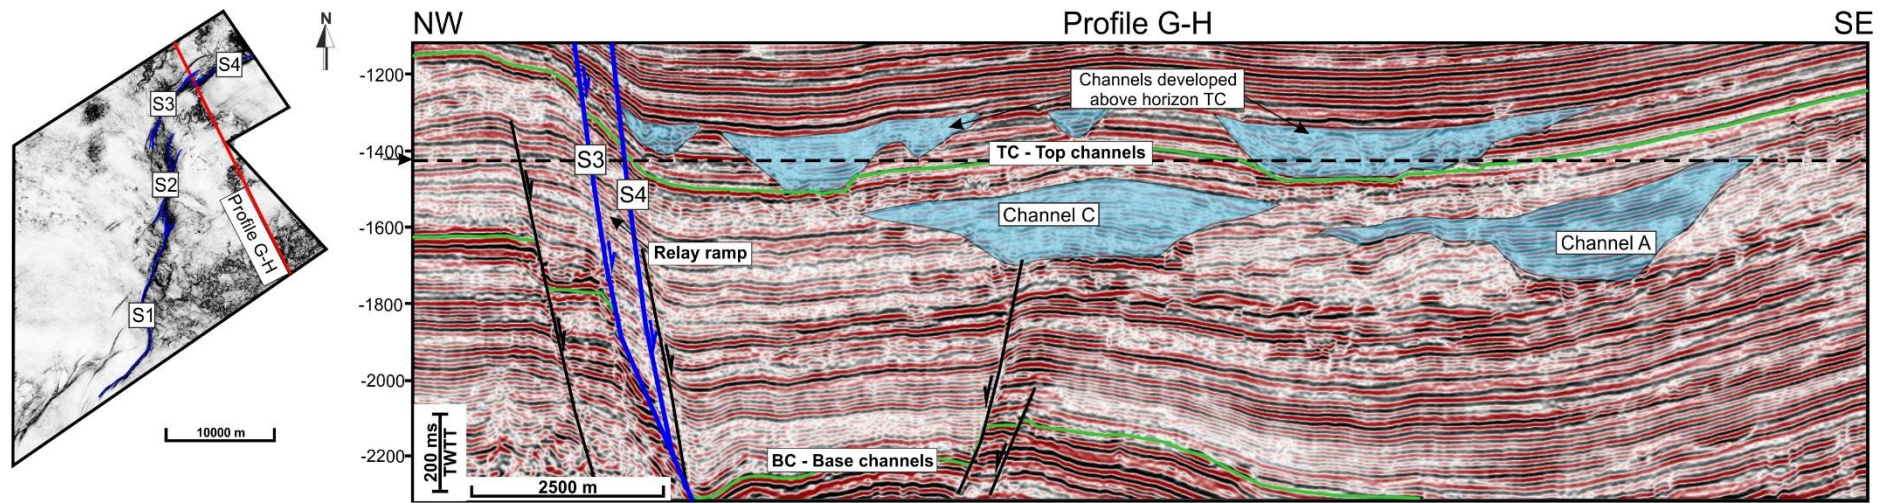 N
S4
S3
S2
Profile G-H
S1
10000 m
NW
Profile G-H
SE
-1200
-1400
-1600
-1800
-2000
-2200
Channels developed
above horizon TC
TC - Top channels
S3
S4
Channel C
Channel A
Relay ramp
BC - Base channels
200 ms
TWTT
2500 m